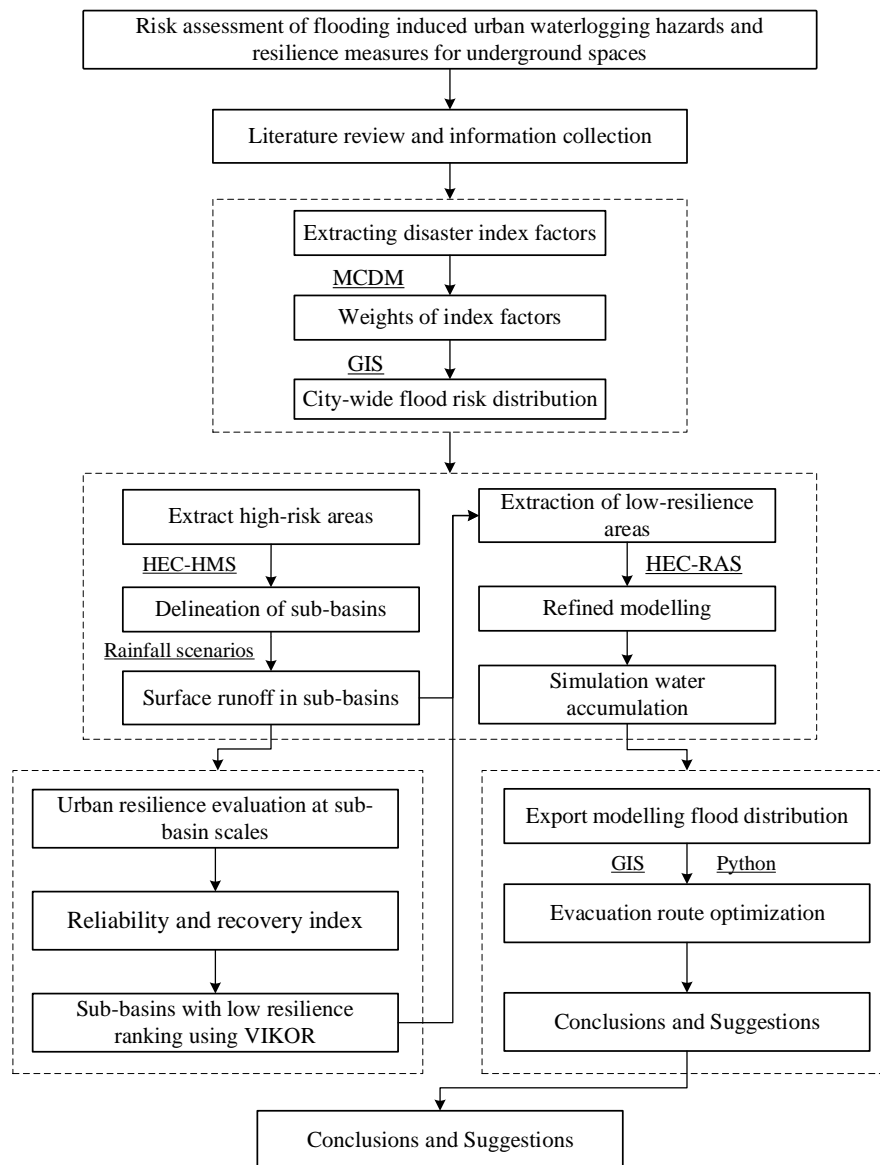 Risk assessment of flooding induced urban waterlogging hazards and
resilience measures for underground spaces
Literature review and information collection
Extracting disaster index factors
MCDM
Weights of index factors
GIS
City-wide flood risk distribution
Extract high-risk areas
HEC-HMS
Delineation of sub-basins
Rainfall scenarios
Surface runoff in sub-basins
Extraction of low-resilience
areas
HEC-RAS
Refined modelling
Simulation water
accumulation
Urban resilience evaluation at sub-
basin scales
Reliability and recovery index
Sub-basins with low resilience
ranking using VIKOR
Export modelling flood distribution
GIS
Python
Evacuation route optimization
Conclusions and Suggestions
Conclusions and Suggestions